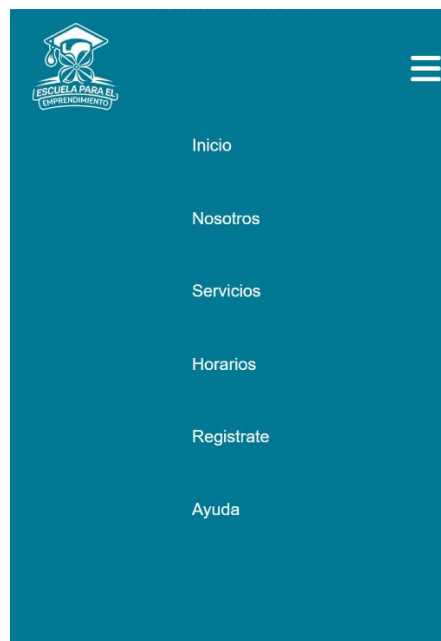 ESCUELA PARA EL
EMPRENDIMIENTO
Inicio
Nosotros
Servicios
Horarios
Registrate
Ayuda